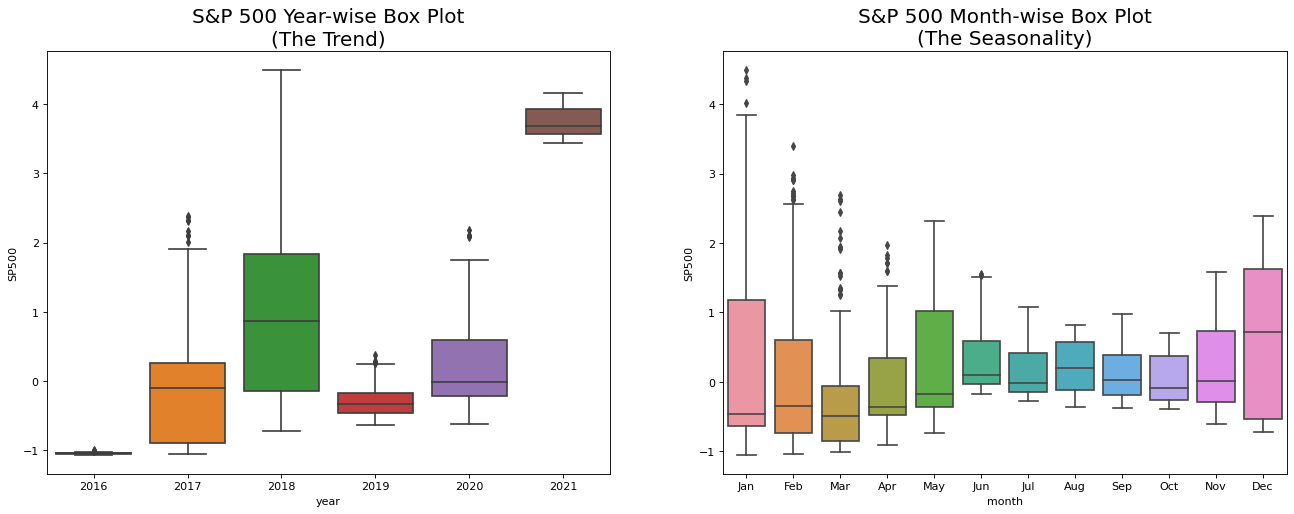 S&P 500 Year-wise Box Plot
(The Trend)
SP500
4
3
2
1
0
−1
2016 2017 2018 2019 2020 2021
year
S&P 500 Month-wise Box Plot
(The Seasonality)
SP500
4
3
2
1
0
−1
Jan Feb Mar Apr May Jun Jul Aug Sep Oct Nov Dec
month